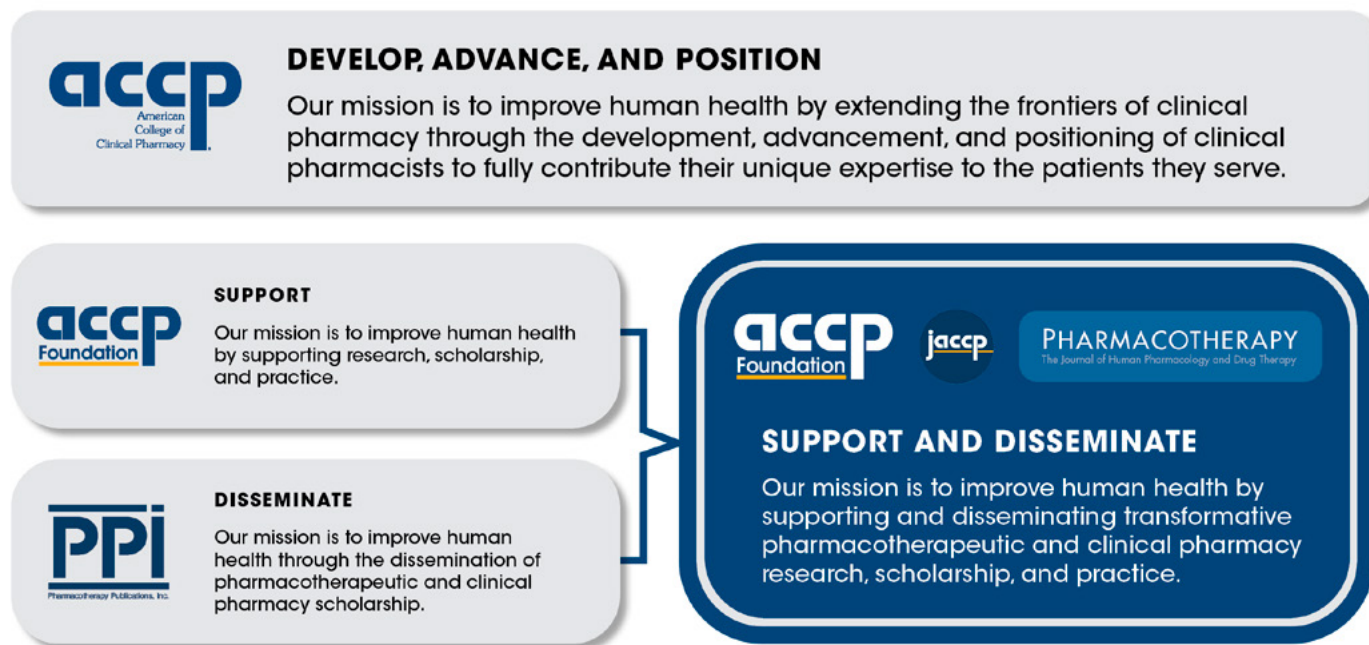 accp
American
College of
Clinical Pharmacy
DEVELOP, ADVANCE, AND POSITION
Our mission is to improve human health by extending the frontiers of clinical
pharmacy through the development, advancement, and positioning of clinical
pharmacists to fully contribute their unique expertise to the patients they serve.
accp
Foundation
SUPPORT
Our mission is to improve human health
by supporting research, scholarship,
and practice.
PPi
Pharmacotherapy Publications, Inc.
DISSEMINATE
Our mission is to improve human
health through the dissemination of
pharmacotherapeutic and clinical
pharmacy scholarship.
accp
Foundation
jaccp
PHARMACOTHERAPY
The Journal of Human Pharmacology and Drug Therapy
SUPPORT AND DISSEMINATE
Our mission is to improve human health by
supporting and disseminating transformative
pharmacotherapeutic and clinical pharmacy
research, scholarship, and practice.